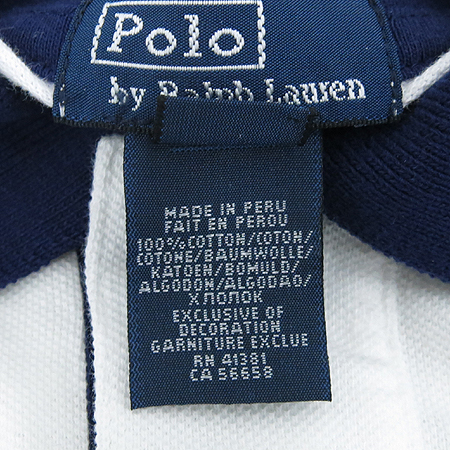 Polo
by Ralph Lauren
MADE IN PERU
FAIT EN PEROU
100% COTTON/COTON/
COTONE/BAUMWOLLE/
KATOEN/BOMULD/
ALGODON/ALGODAO/
ХЛОПОК
EXCLUSIVE OF
DECORATION
GARNITURE EXCLUE
RN 41381
CA 56658